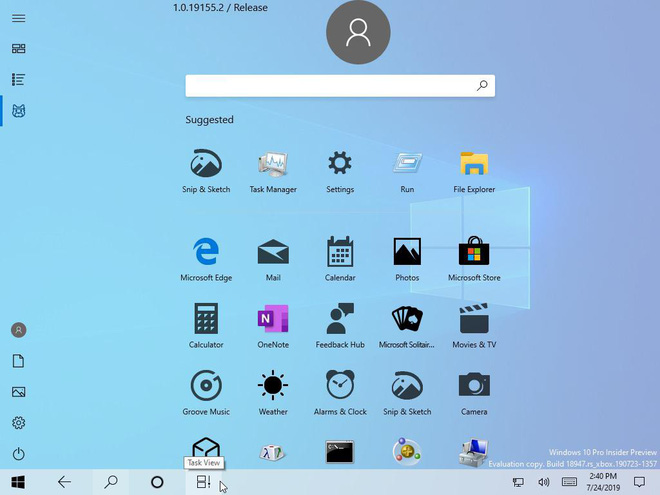 1.0.19155.2 / Release
Suggested
Snip & Sketch
Task Manager
Settings
Run
File Explorer
Microsoft Edge
Mail
Calendar
Photos
Microsoft Store
Calculator
OneNote
Feedback Hub
Microsoft Solitair...
Movies & TV
Groove Music
Weather
Alarms & Clock
Snip & Sketch
Camera
Task View
Windows 10 Pro Insider Preview
Evaluation copy. Build 18947.rs_xbox.190723-1357
2:40 PM
7/24/2019